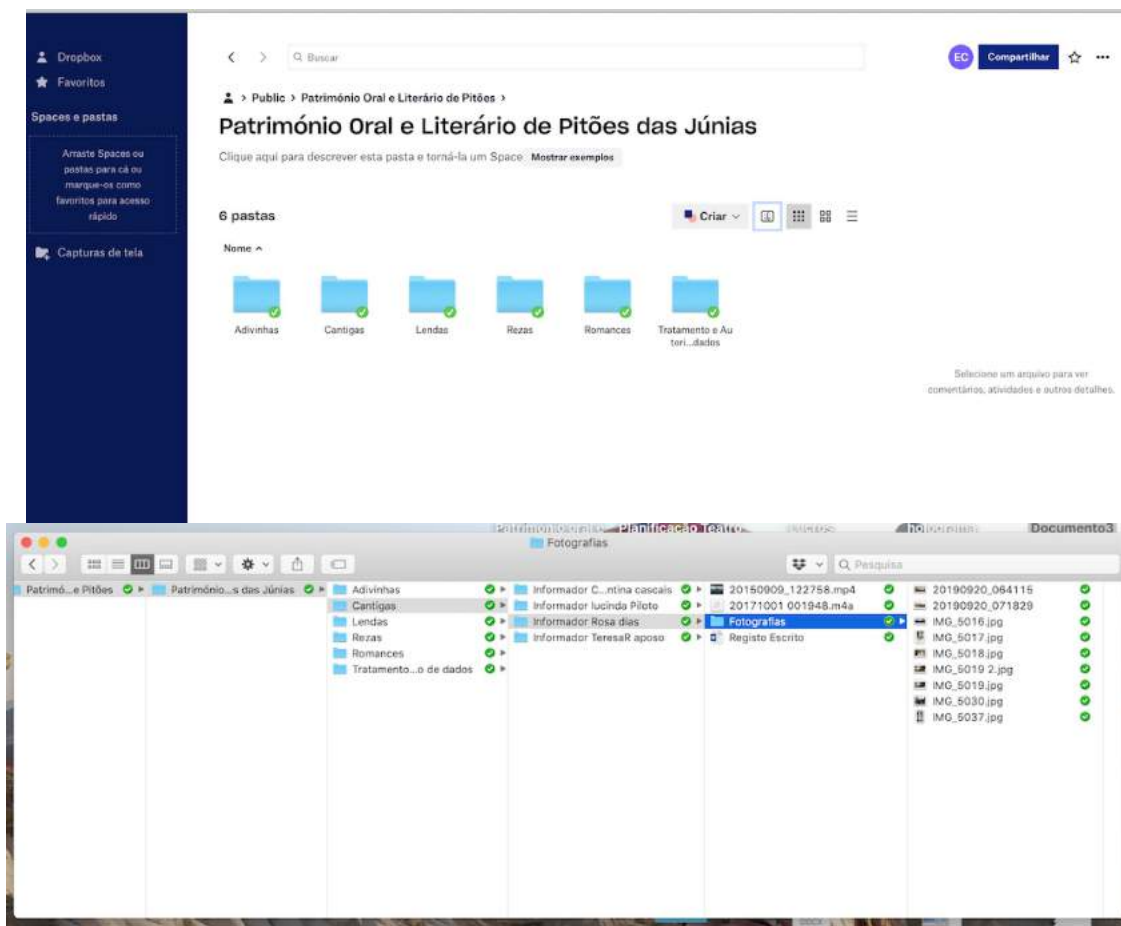 Dropbox
Favoritos
Spaces e pastas
Arraste Spaces ou
pastas para cá ou
marque-os como
favoritos para acesso
rápido
Capturas de tela
Buscar
EC
Compartilhar
Public > Património Oral e Literário de Pitões >
Património Oral e Literário de Pitões das Júnias
Clique aqui para descrever esta pasta e torná-la um Space Mostrar exemplos
6 pastas
Criar
Nome
Adivinhas
Cantigas
Lendas
Rezas
Romances
Tratamento e Au
tori...dados
Selecione um arquivo para ver
comentários, atividades e outros detalhes.
Planificação Teatro
Documento3
Fotografias
Pesquisa
Patrimó...e Pitões
Património...s das Júnias
Adivinhas
Cantigas
Lendas
Rezas
Romances
Tratamento...o de dados
Informador C...ntina cascais
Informador lucinda Piloto
Informador Rosa dias
Informador TeresaR aposo
20150909_122758.mp4
20171001 001948.m4a
Fotografias
Registo Escrito
20190920_064115
20190920_071829
IMG_5016.jpg
IMG_5017.jpg
IMG_5018.jpg
IMG_5019 2.jpg
IMG_5019.jpg
IMG_5030.jpg
IMG_5037.jpg